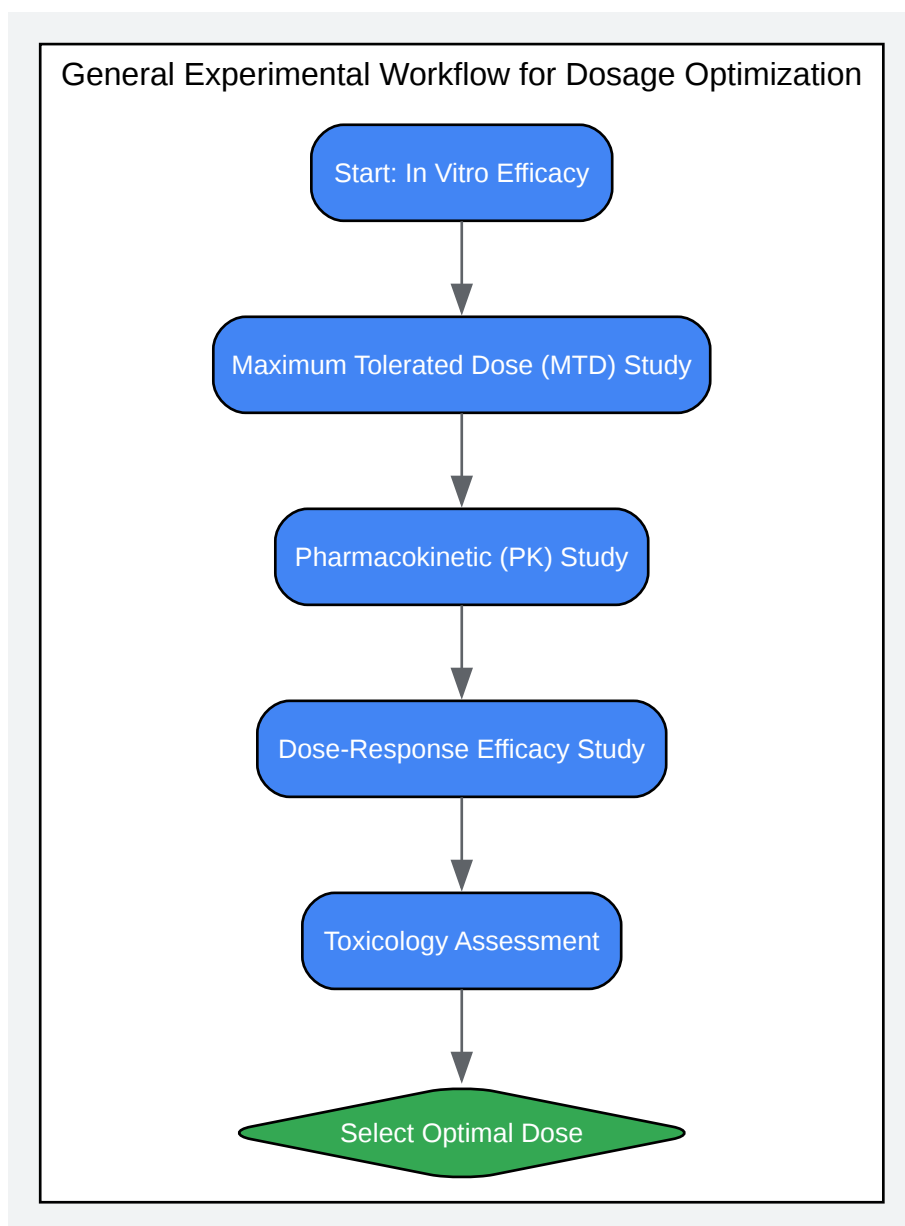 General Experimental Workflow for Dosage Optimization
Start: In Vitro Efficacy
Maximum Tolerated Dose (MTD) Study
Pharmacokinetic (PK) Study
Dose-Response Efficacy Study
Toxicology Assessment
Select Optimal Dose